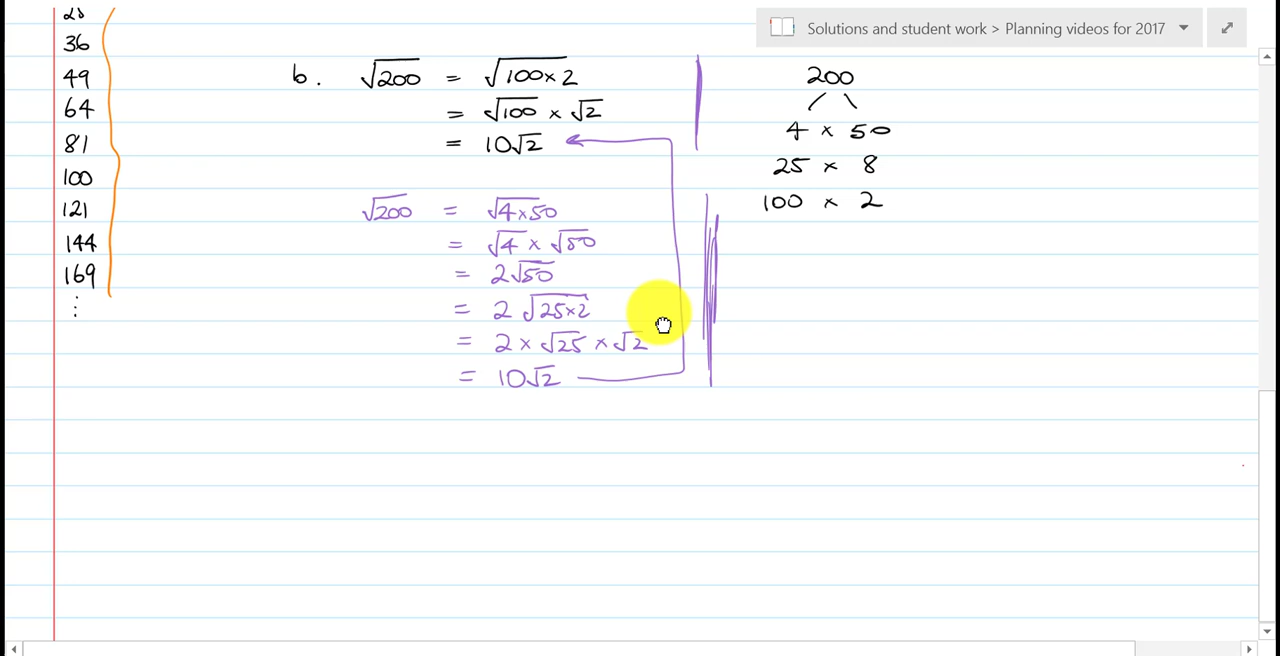 Solutions and student work > Planning videos for 2017
36
49
64
81
100
121
144
169
⋮
b. √200 = √100×2
= √100 × √2
= 10√2
√200 = √4×50
= √4 × √50
= 2√50
= 2 √25×2
= 2 × √25 × √2
= 10√2
200
4 × 50
25 × 8
100 × 2